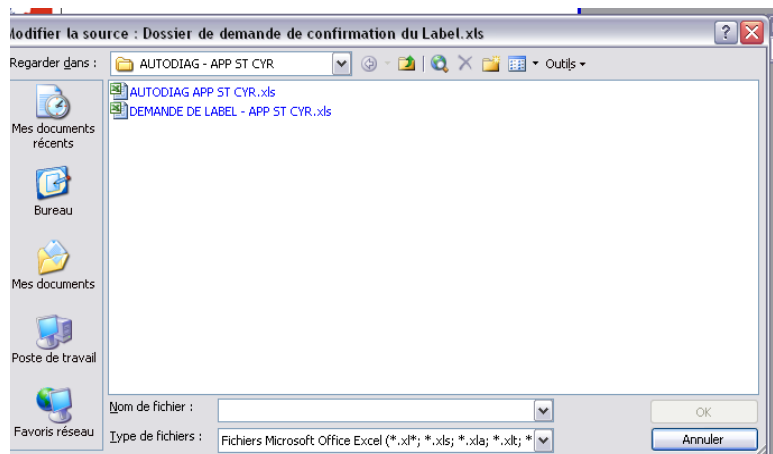 Modifier la source : Dossier de demande de confirmation du Label.xls
Regarder dans :
AUTODIAG - APP ST CYR
Outils
AUTODIAG APP ST CYR.xls
DEMANDE DE LABEL - APP ST CYR.xls
Mes documents
récents
Bureau
Mes documents
Poste de travail
Favoris réseau
Nom de fichier :
OK
Type de fichiers :
Fichiers Microsoft Office Excel (*.xl*; *.xls; *.xla; *.xlt; *
Annuler